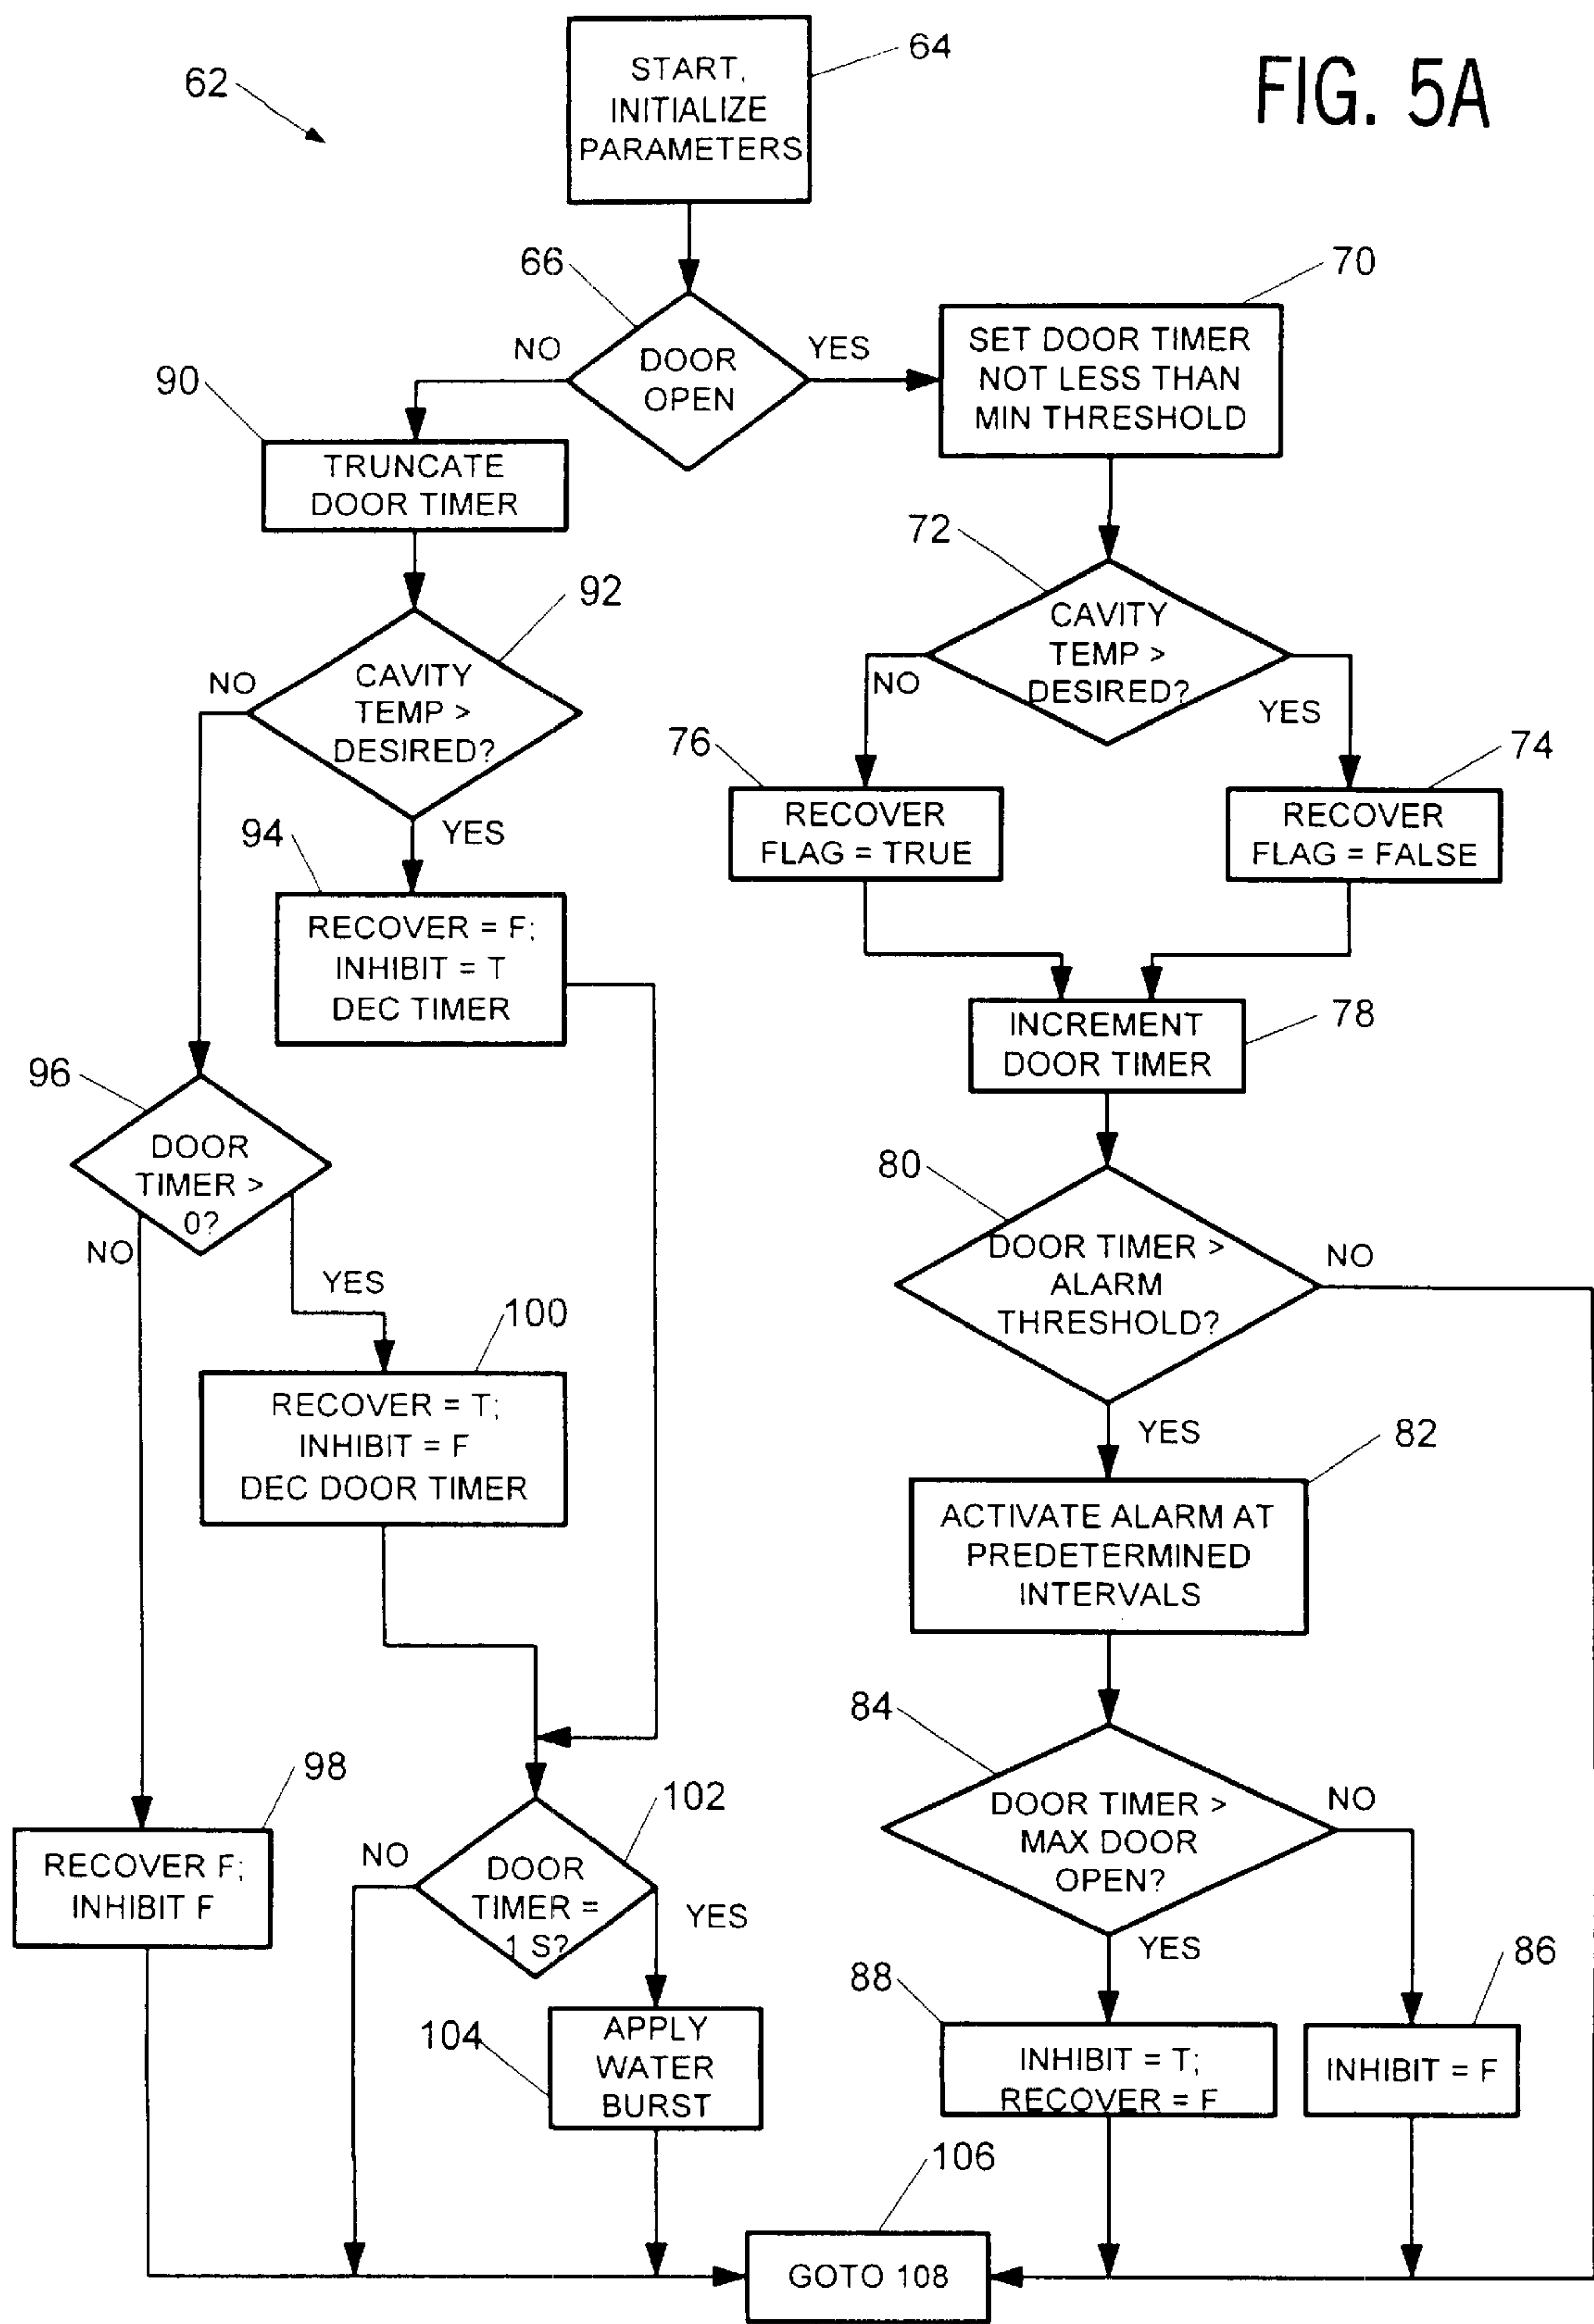 FIG. 5A
62
64
START,
INITIALIZE
PARAMETERS
66
DOOR
OPEN
NO
YES
70
SET DOOR TIMER
NOT LESS THAN
MIN THRESHOLD
90
TRUNCATE
DOOR TIMER
72
CAVITY
TEMP >
DESIRED?
NO
YES
92
CAVITY
TEMP >
DESIRED?
NO
YES
76
RECOVER
FLAG = TRUE
74
RECOVER
FLAG = FALSE
94
RECOVER = F;
INHIBIT = T
DEC TIMER
78
INCREMENT
DOOR TIMER
96
DOOR
TIMER >
0?
NO
YES
80
DOOR TIMER >
ALARM
THRESHOLD?
NO
YES
100
RECOVER = T;
INHIBIT = F
DEC DOOR TIMER
82
ACTIVATE ALARM AT
PREDETERMINED
INTERVALS
84
DOOR TIMER >
MAX DOOR
OPEN?
NO
YES
98
RECOVER F;
INHIBIT F
102
DOOR
TIMER =
1 S?
NO
YES
88
INHIBIT = T;
RECOVER = F
86
INHIBIT = F
104
APPLY
WATER
BURST
106
GOTO 108